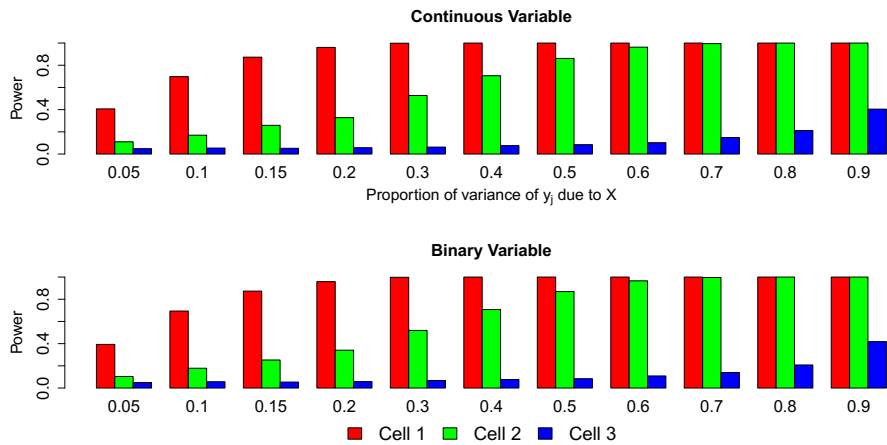 Continuous Variable
Power
0.0 0.4 0.8
0.05 0.1 0.15 0.2 0.3 0.4 0.5 0.6 0.7 0.8 0.9
Proportion of variance of yj due to X
Binary Variable
Power
0.0 0.4 0.8
0.05 0.1 0.15 0.2 0.3 0.4 0.5 0.6 0.7 0.8 0.9
Cell 1 Cell 2 Cell 3